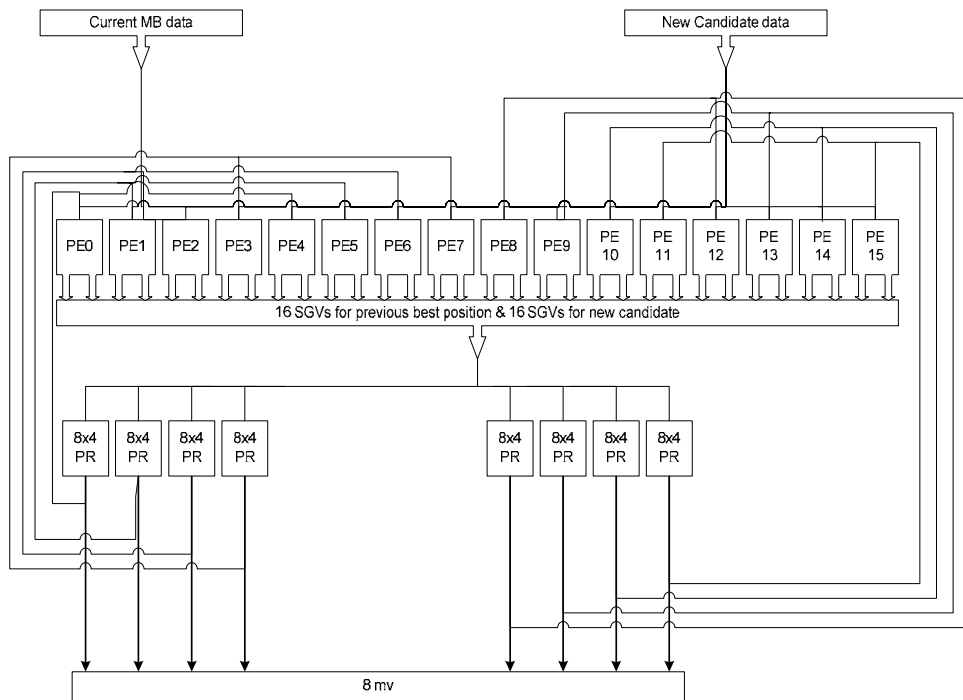 Current MB data
New Candidate data
PE0
PE1
PE2
PE3
PE4
PE5
PE6
PE7
PE8
PE9
PE
10
PE
11
PE
12
PE
13
PE
14
PE
15
16 SGVs for previous best position & 16 SGVs for new candidate
8x4
PR
8x4
PR
8x4
PR
8x4
PR
8x4
PR
8x4
PR
8x4
PR
8x4
PR
8 mv